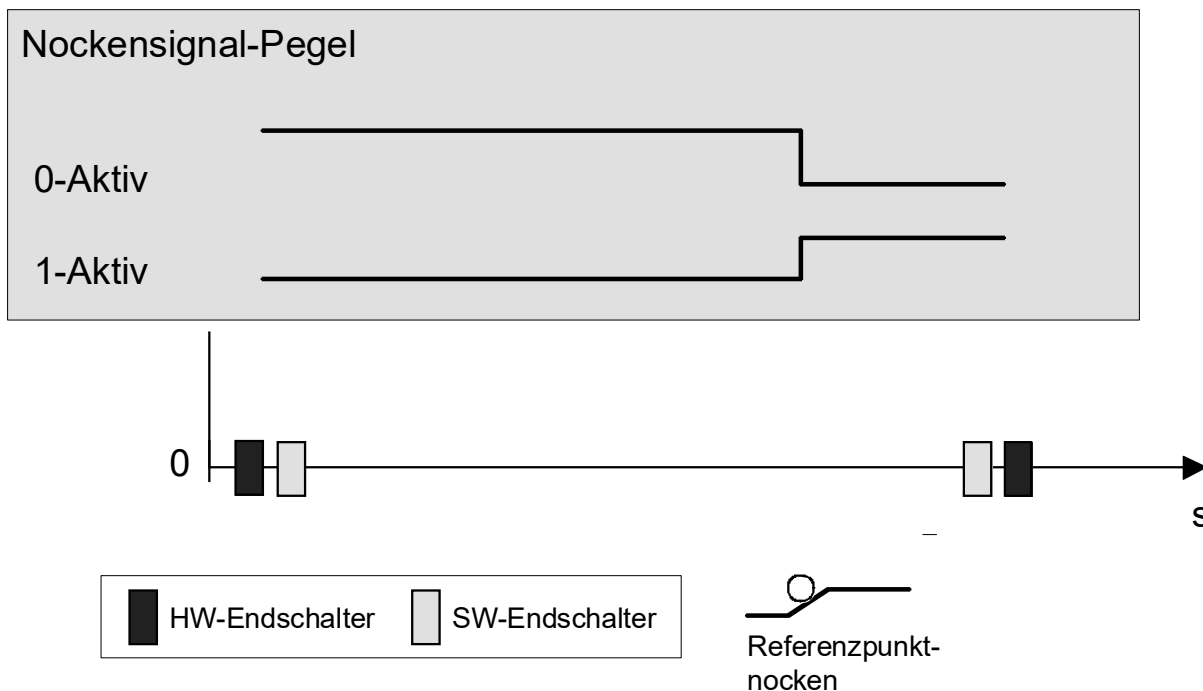 Nockensignal-Pegel
0-Aktiv
1-Aktiv
0
s
HW-Endschalter
SW-Endschalter
Referenzpunkt-
nocken